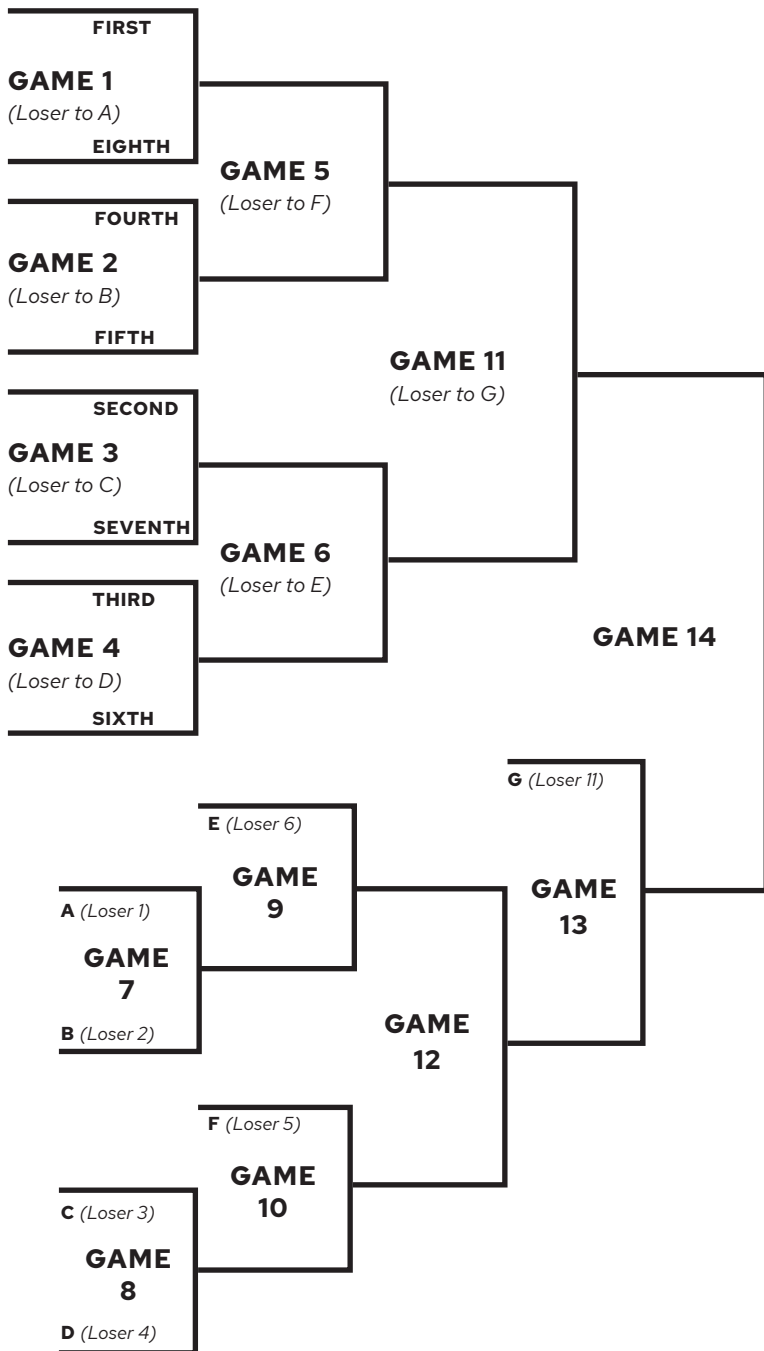 FIRST
GAME 1
(Loser to A)
EIGHTH
GAME 5
(Loser to F)
FOURTH
GAME 2
(Loser to B)
FIFTH
GAME 11
(Loser to G)
SECOND
GAME 3
(Loser to C)
SEVENTH
GAME 6
(Loser to E)
THIRD
GAME 4
(Loser to D)
SIXTH
GAME 14
G (Loser 11)
E (Loser 6)
GAME
9
GAME
13
A (Loser 1)
GAME
7
B (Loser 2)
GAME
12
F (Loser 5)
GAME
10
C (Loser 3)
GAME
8
D (Loser 4)